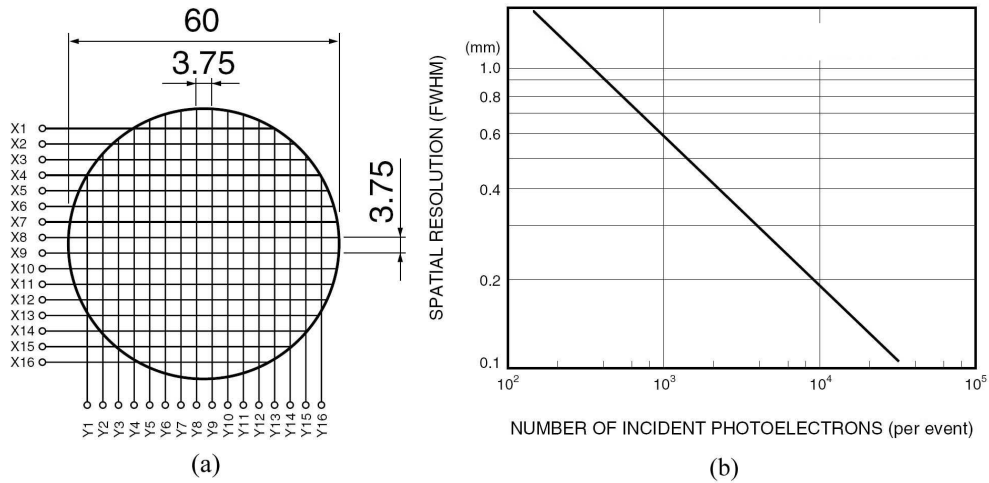 60
3.75
3.75
X1
X2
X3
X4
X5
X6
X7
X8
X9
X10
X11
X12
X13
X14
X15
X16
Y1
Y2
Y3
Y4
Y5
Y6
Y7
Y8
Y9
Y10
Y11
Y12
Y13
Y14
Y15
Y16
(a)
SPATIAL RESOLUTION (FWHM)
(mm)
1.0
0.8
0.6
0.4
0.2
0.1
10²
10³
10⁴
10⁵
NUMBER OF INCIDENT PHOTOELECTRONS (per event)
(b)